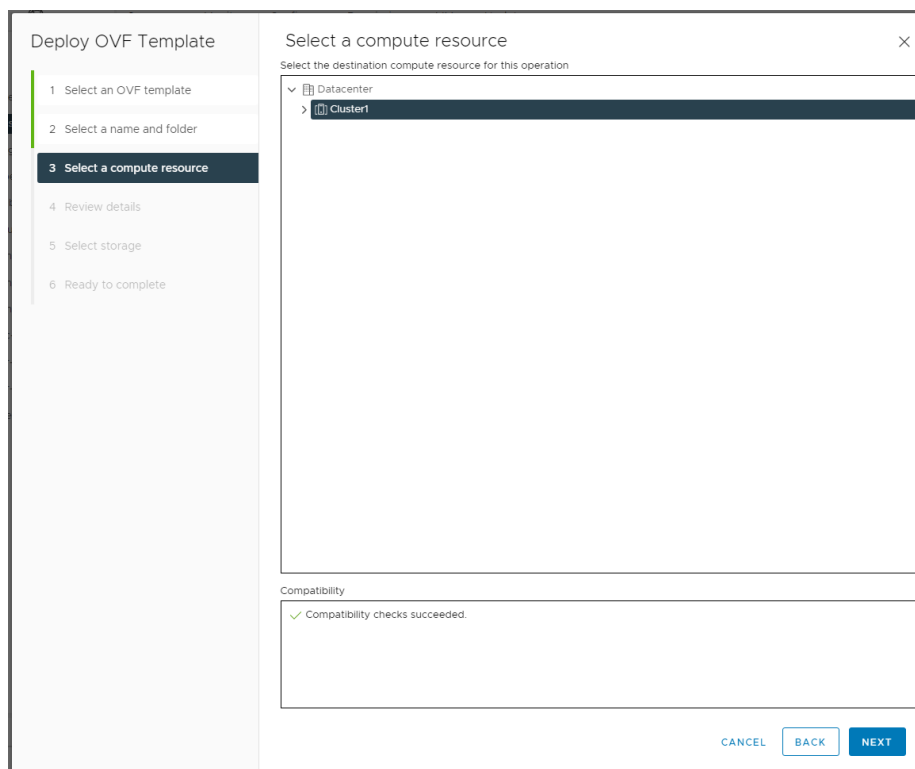 Deploy OVF Template
1 Select an OVF template
2 Select a name and folder
3 Select a compute resource
4 Review details
5 Select storage
6 Ready to complete
Select a compute resource
Select the destination compute resource for this operation
Datacenter
Cluster1
Compatibility
Compatibility checks succeeded.
CANCEL BACK NEXT